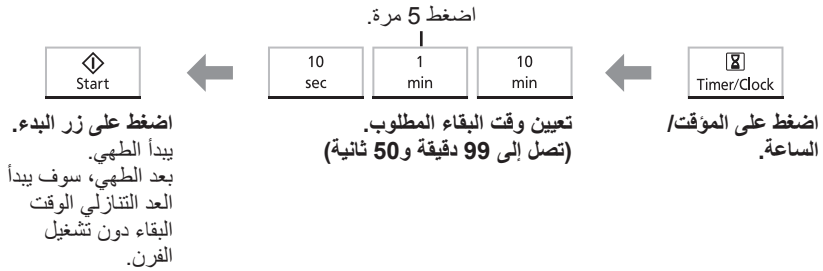 اضغط 5 مرة.
Timer/Clock
اضغط على المؤقت/
الساعة.
10
min
1
min
10
sec
تعيين وقت البقاء المطلوب.
(تصل إلى 99 دقيقة و50 ثانية)
Start
اضغط على زر البدء.
يبدأ الطهي.
بعد الطهي، سوف يبدأ
العد التنازلي الوقت
البقاء دون تشغيل
الفرن.